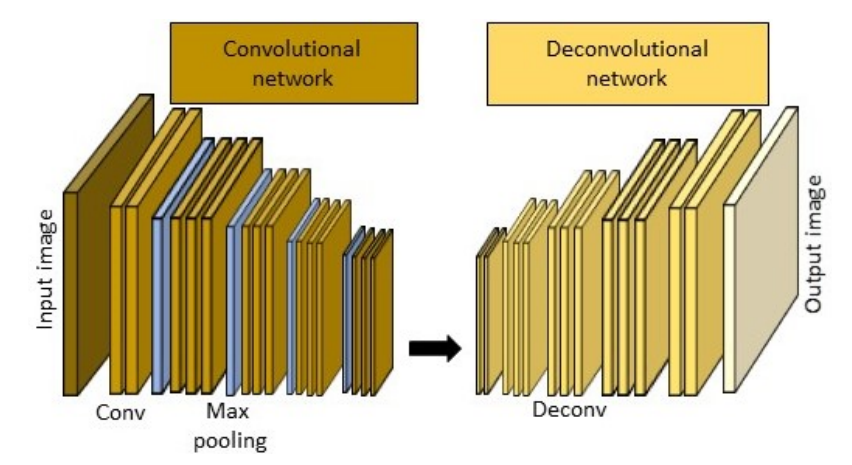 Convolutional
network
Deconvolutional
network
Input image
Output image
Conv
Max
pooling
Deconv